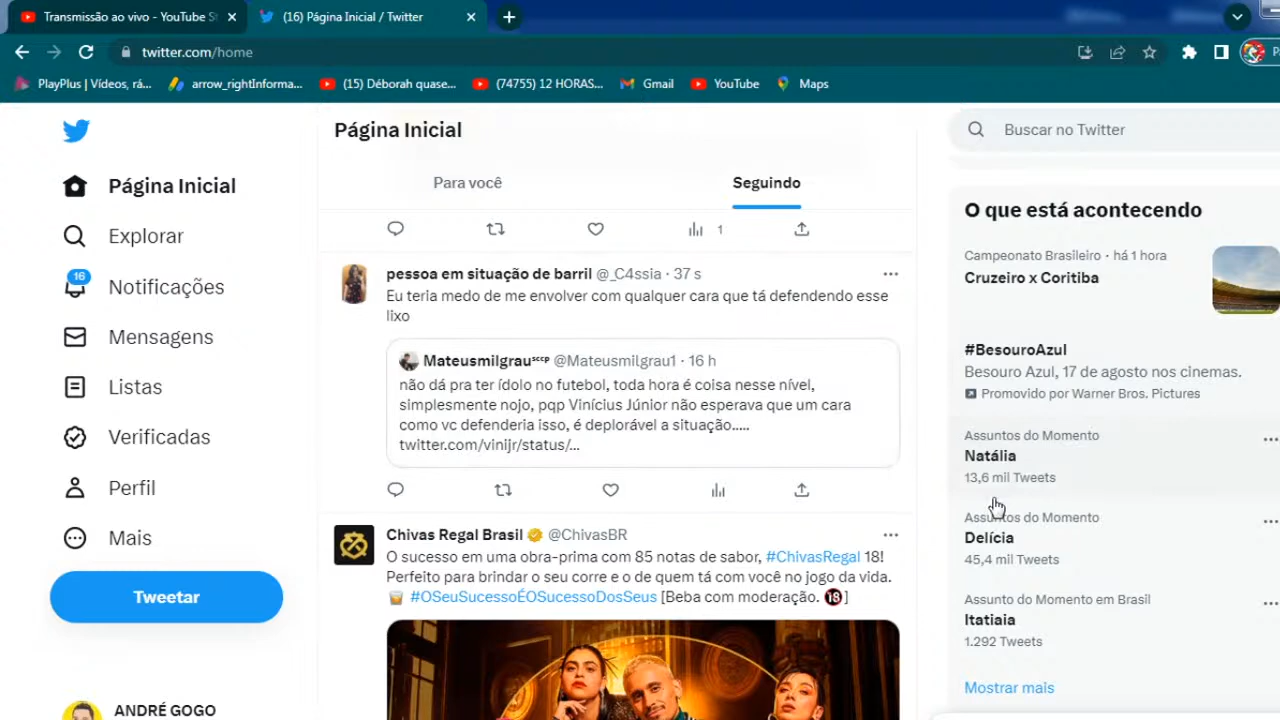 Transmissão ao vivo - YouTube St
(16) Página Inicial / Twitter
twitter.com/home
PlayPlus | Vídeos, rá...
arrow_rightInforma...
(15) Déborah quase...
(74755) 12 HORAS...
Gmail
YouTube
Maps
Página Inicial
Explorar
16
Notificações
Mensagens
Listas
Verificadas
Perfil
Mais
Tweetar
ANDRÉ GOGO
Página Inicial
Para você
Seguindo
1
pessoa em situação de barril @_C4ssia · 37 s
Eu teria medo de me envolver com qualquer cara que tá defendendo esse
lixo
Mateusmilgrauˢᶜᶜᵖ @Mateusmilgrau1 · 16 h
não dá pra ter ídolo no futebol, toda hora é coisa nesse nível,
simplesmente nojo, pqp Vinícius Júnior não esperava que um cara
como vc defenderia isso, é deplorável a situação.....
twitter.com/vinijr/status/...
Chivas Regal Brasil @ChivasBR
O sucesso em uma obra-prima com 85 notas de sabor, #ChivasRegal 18!
Perfeito para brindar o seu corre e o de quem tá com você no jogo da vida.
🥃 #OSeuSucessoÉOSucessoDosSeus [Beba com moderação. 🔞]
Buscar no Twitter
O que está acontecendo
Campeonato Brasileiro · há 1 hora
Cruzeiro x Coritiba
#BesouroAzul
Besouro Azul, 17 de agosto nos cinemas.
Promovido por Warner Bros. Pictures
Assuntos do Momento
Natália
13,6 mil Tweets
Assuntos do Momento
Delícia
45,4 mil Tweets
Assunto do Momento em Brasil
Itatiaia
1.292 Tweets
Mostrar mais